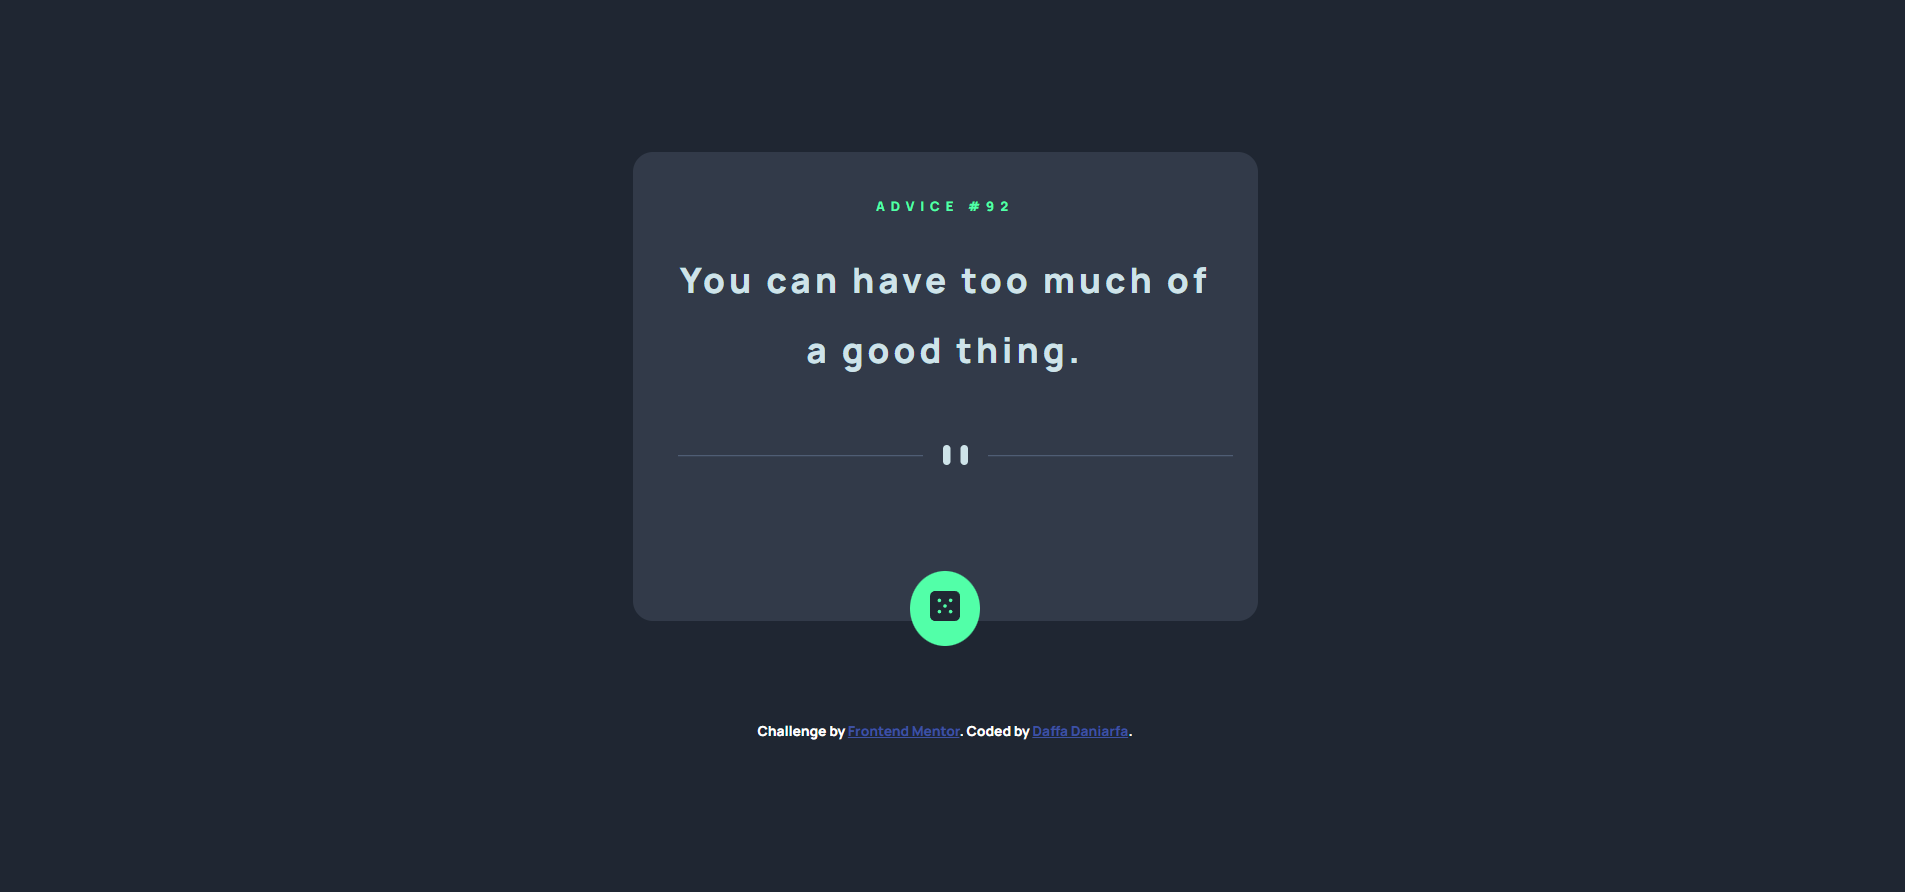 ADVICE #92
You can have too much of
a good thing.
Challenge by Frontend Mentor. Coded by Daffa Daniarfa.